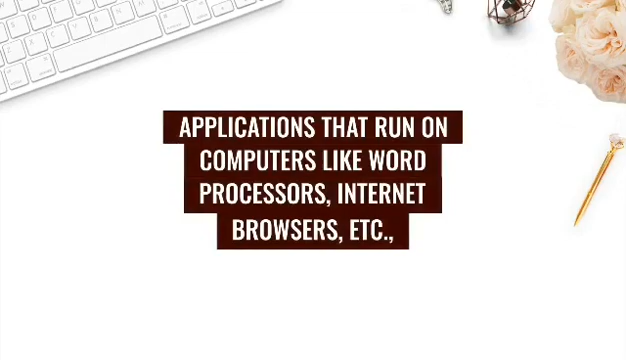 APPLICATIONS THAT RUN ON
COMPUTERS LIKE WORD
PROCESSORS, INTERNET
BROWSERS, ETC.,